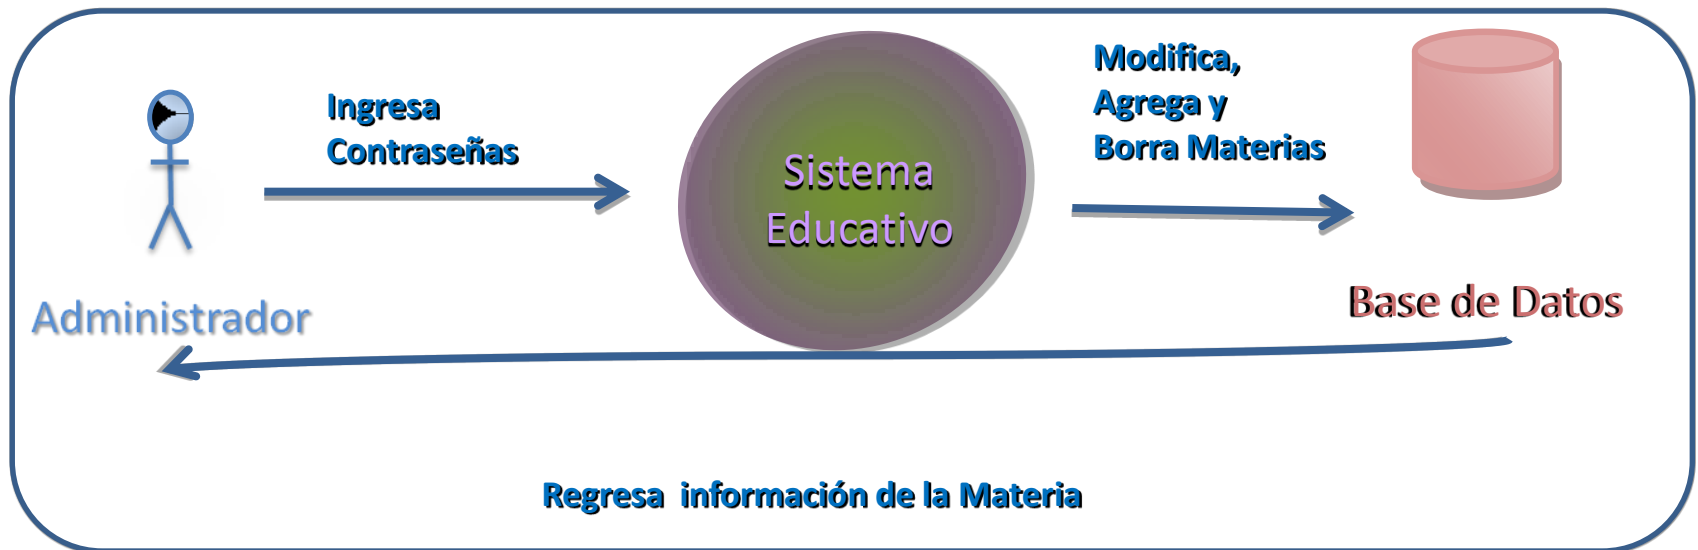 Ingresa
Contraseñas
Modifica,
Agrega y
Borra Materias
Sistema
Educativo
Administrador
Base de Datos
Regresa  información de la Materia